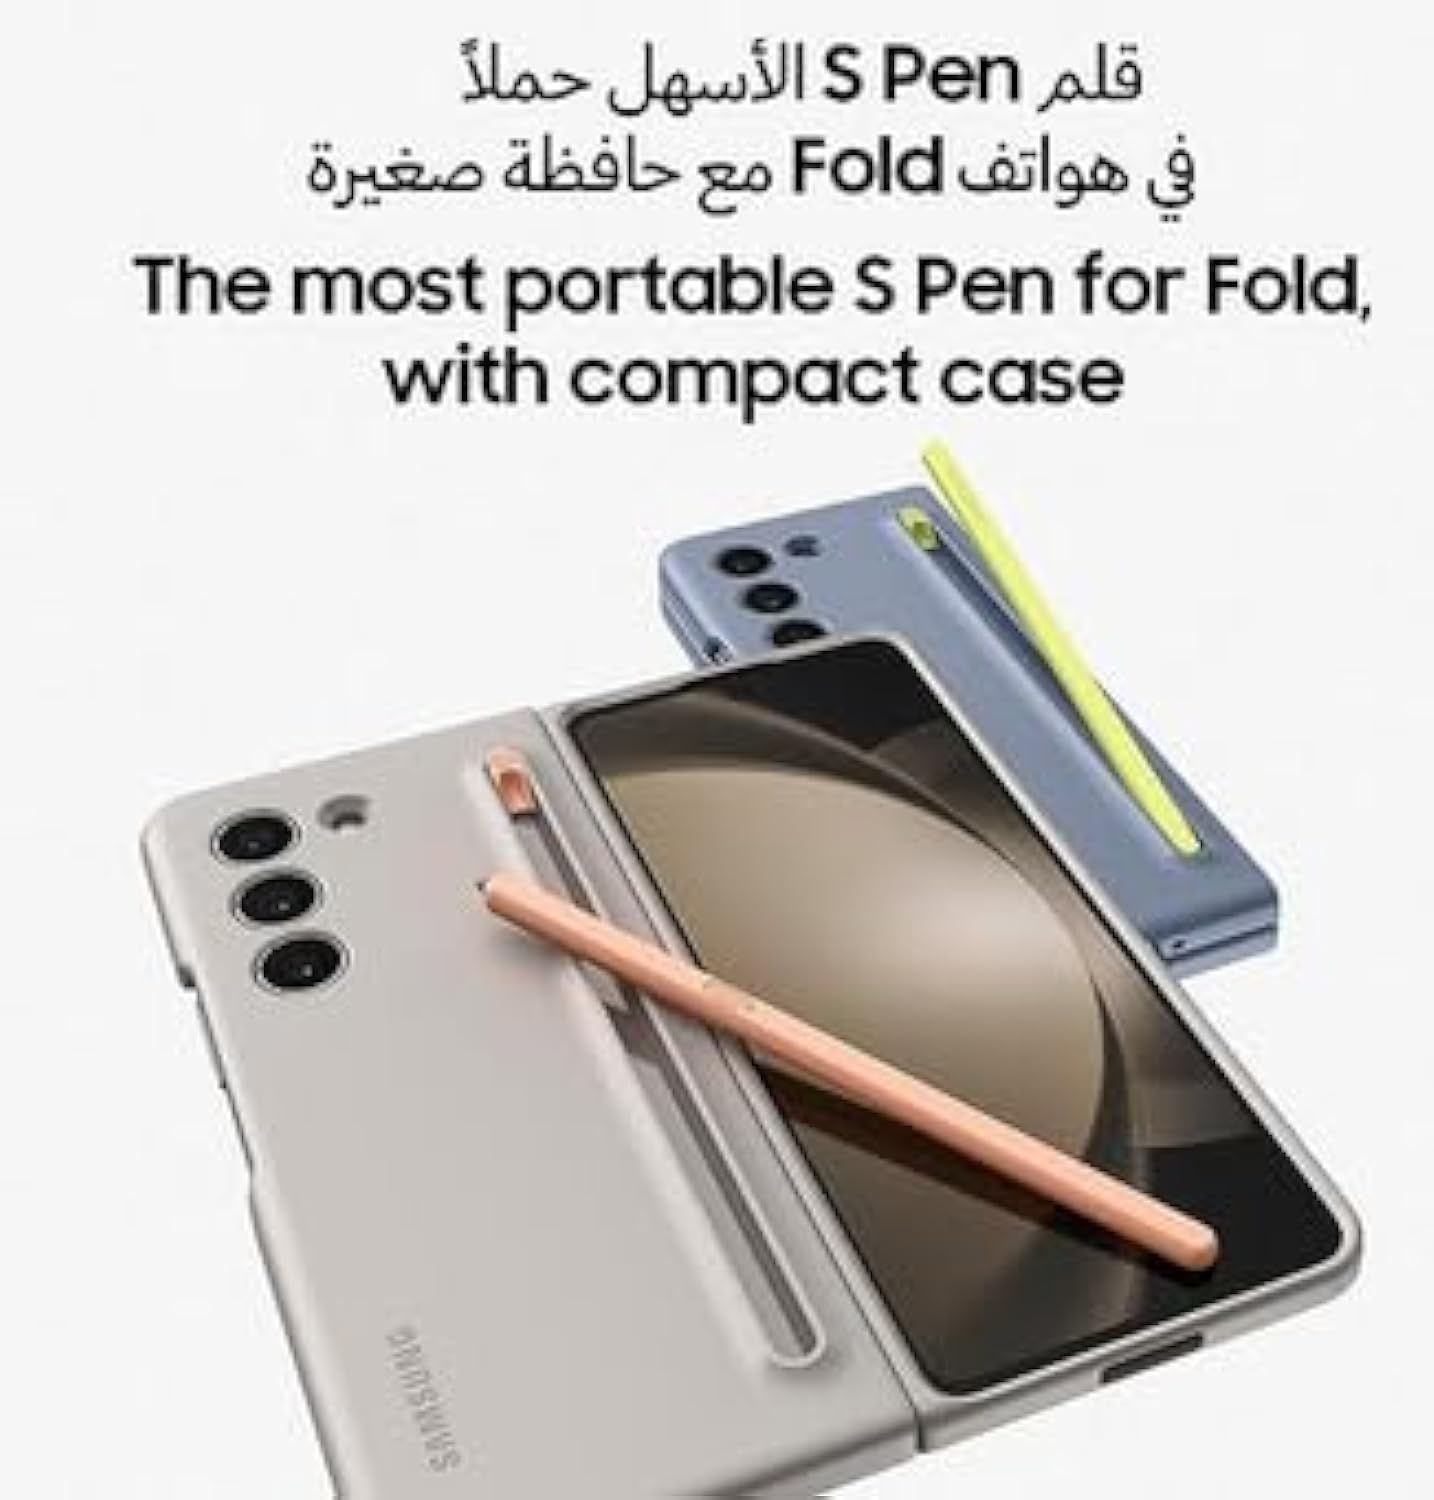 قلم S Pen الأسهل حملاً
في هواتف Fold مع حافظة صغيرة
The most portable S Pen for Fold,
with compact case
SAMSUNG